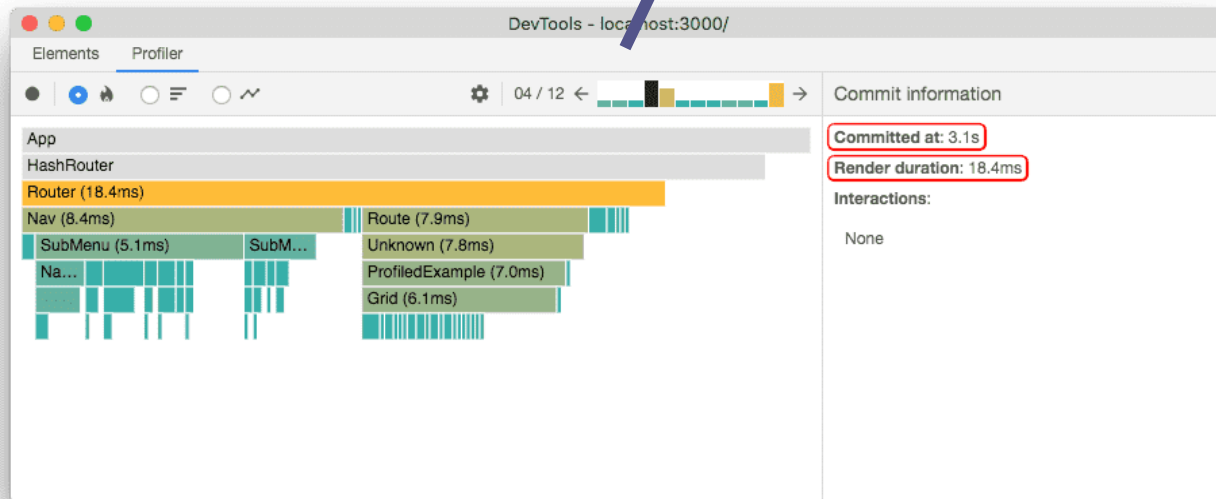 DevTools - localhost:3000/
Elements Profiler
04 / 12
Commit information
App
HashRouter
Router (18.4ms)
Nav (8.4ms) Route (7.9ms)
SubMenu (5.1ms) SubM... Unknown (7.8ms)
Na... ProfiledExample (7.0ms)
Grid (6.1ms)
Committed at: 3.1s
Render duration: 18.4ms
Interactions:
None